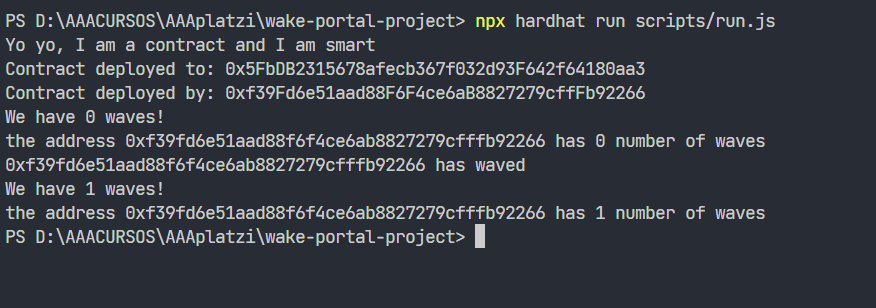 PS D:\AAACURSOS\AAAplatzi\wake-portal-project> npx hardhat run scripts/run.js
Yo yo, I am a contract and I am smart
Contract deployed to: 0x5FbDB2315678afecb367f032d93F642f64180aa3
Contract deployed by: 0xf39Fd6e51aad88F6F4ce6aB8827279cffFb92266
We have 0 waves!
the address 0xf39fd6e51aad88f6f4ce6ab8827279cfffb92266 has 0 number of waves
0xf39fd6e51aad88f6f4ce6ab8827279cfffb92266 has waved
We have 1 waves!
the address 0xf39fd6e51aad88f6f4ce6ab8827279cfffb92266 has 1 number of waves
PS D:\AAACURSOS\AAAplatzi\wake-portal-project>